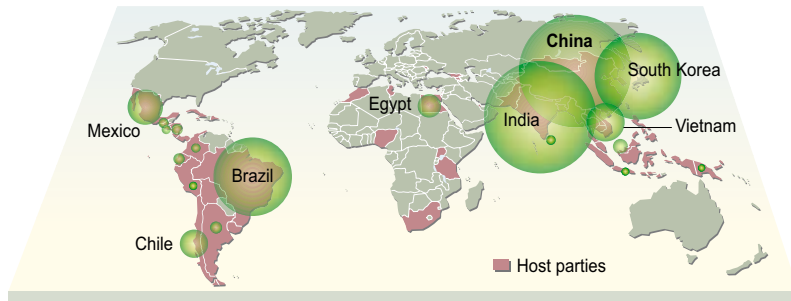 China
South Korea
Egypt
India
Mexico
Vietnam
Brazil
Chile
Host parties